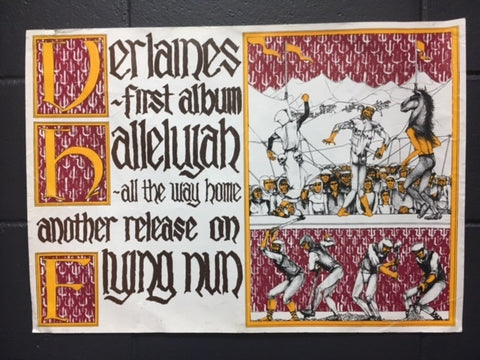 Verlaines
~first album
Hallelujah
~all the way home
another release on
Flying nun